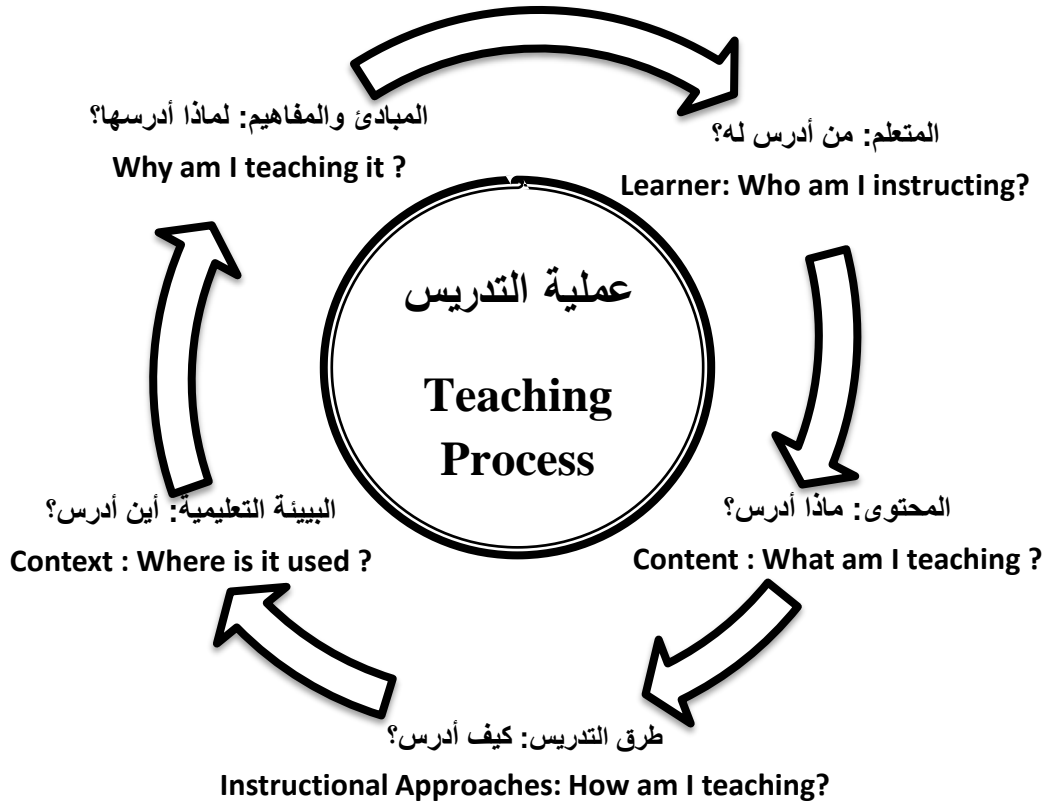 المبادئ والمفاهيم: لماذا أدرسها؟
Why am I teaching it ?
المتعلم: من أدرس له؟
Learner: Who am I instructing?
عملية التدريس
Teaching
Process
المحتوى: ماذا أدرس؟
Content : What am I teaching ?
البيئة التعليمية: أين أدرس؟
Context : Where is it used ?
طرق التدريس: كيف أدرس؟
Instructional Approaches: How am I teaching?